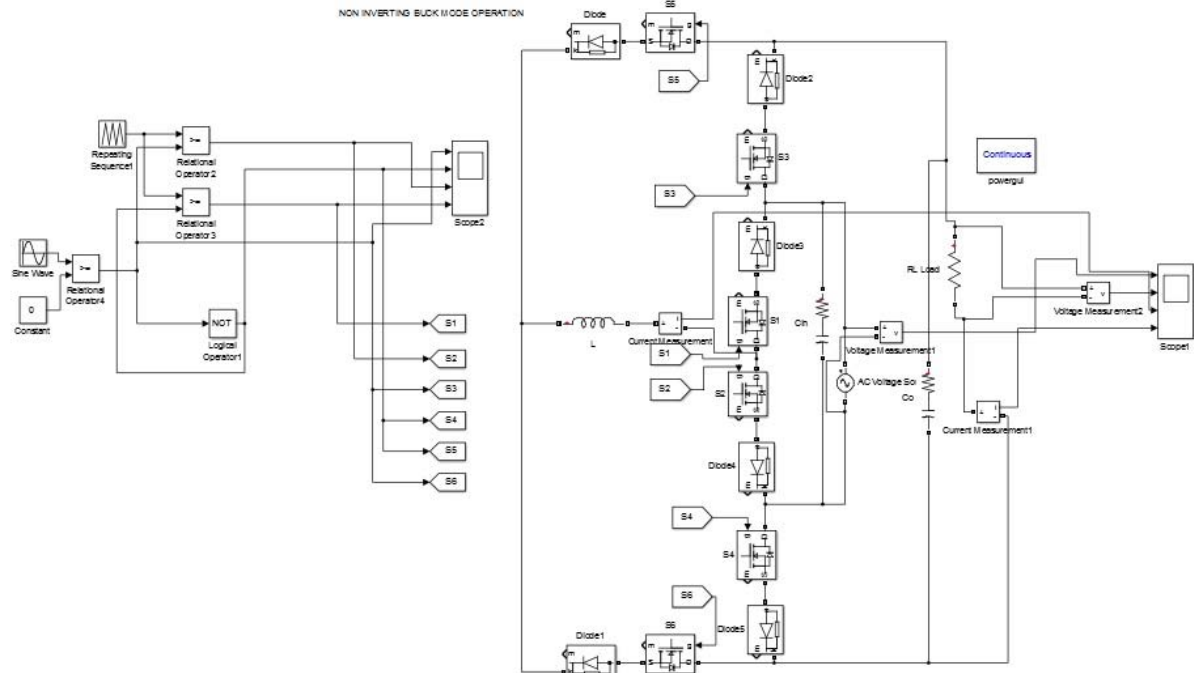 NON INVERTING BUCK MODE OPERATION
Diode
S5
S5
Diode2
Repeating
Sequence1
Relational
Operator2
S3
Continuous
powergui
S3
Relational
Operator3
Scope2
Sine Wave
Relational
Operator4
Diode3
RL Load
0
Constant
NOT
Logical
Operator1
S1
S2
S3
S4
S5
S6
L
Current Measurement
S1
S1
S2
S2
Cin
Voltage Measurement1
Voltage Measurement2
Scope1
AC Voltage Sou
Co
Current Measurement1
Diode4
S4
S4
S6
S6
Diode5
Diode1